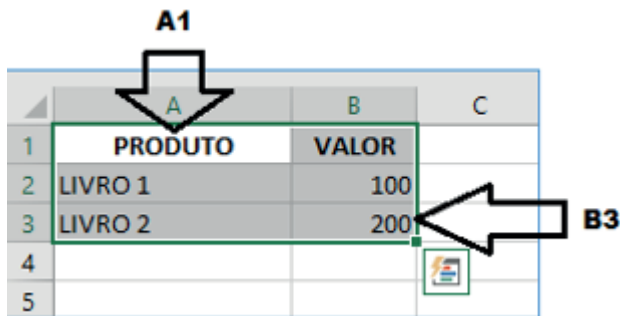 A1
A B C
1 PRODUTO VALOR
2 LIVRO 1 100
3 LIVRO 2 200
B3
4
5